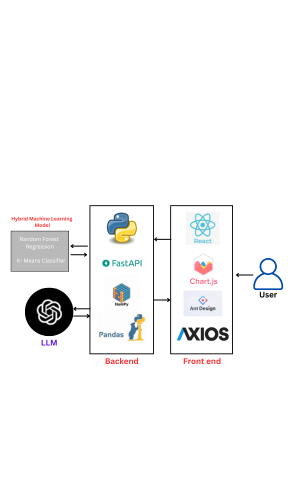 Hybrid Machine Learning
Model
Random Forest
Regression
K- Means Classifier
LLM
FastAPI
NumPy
Pandas
Backend
React
Chart.js
Ant Design
AXIOS
Front end
User